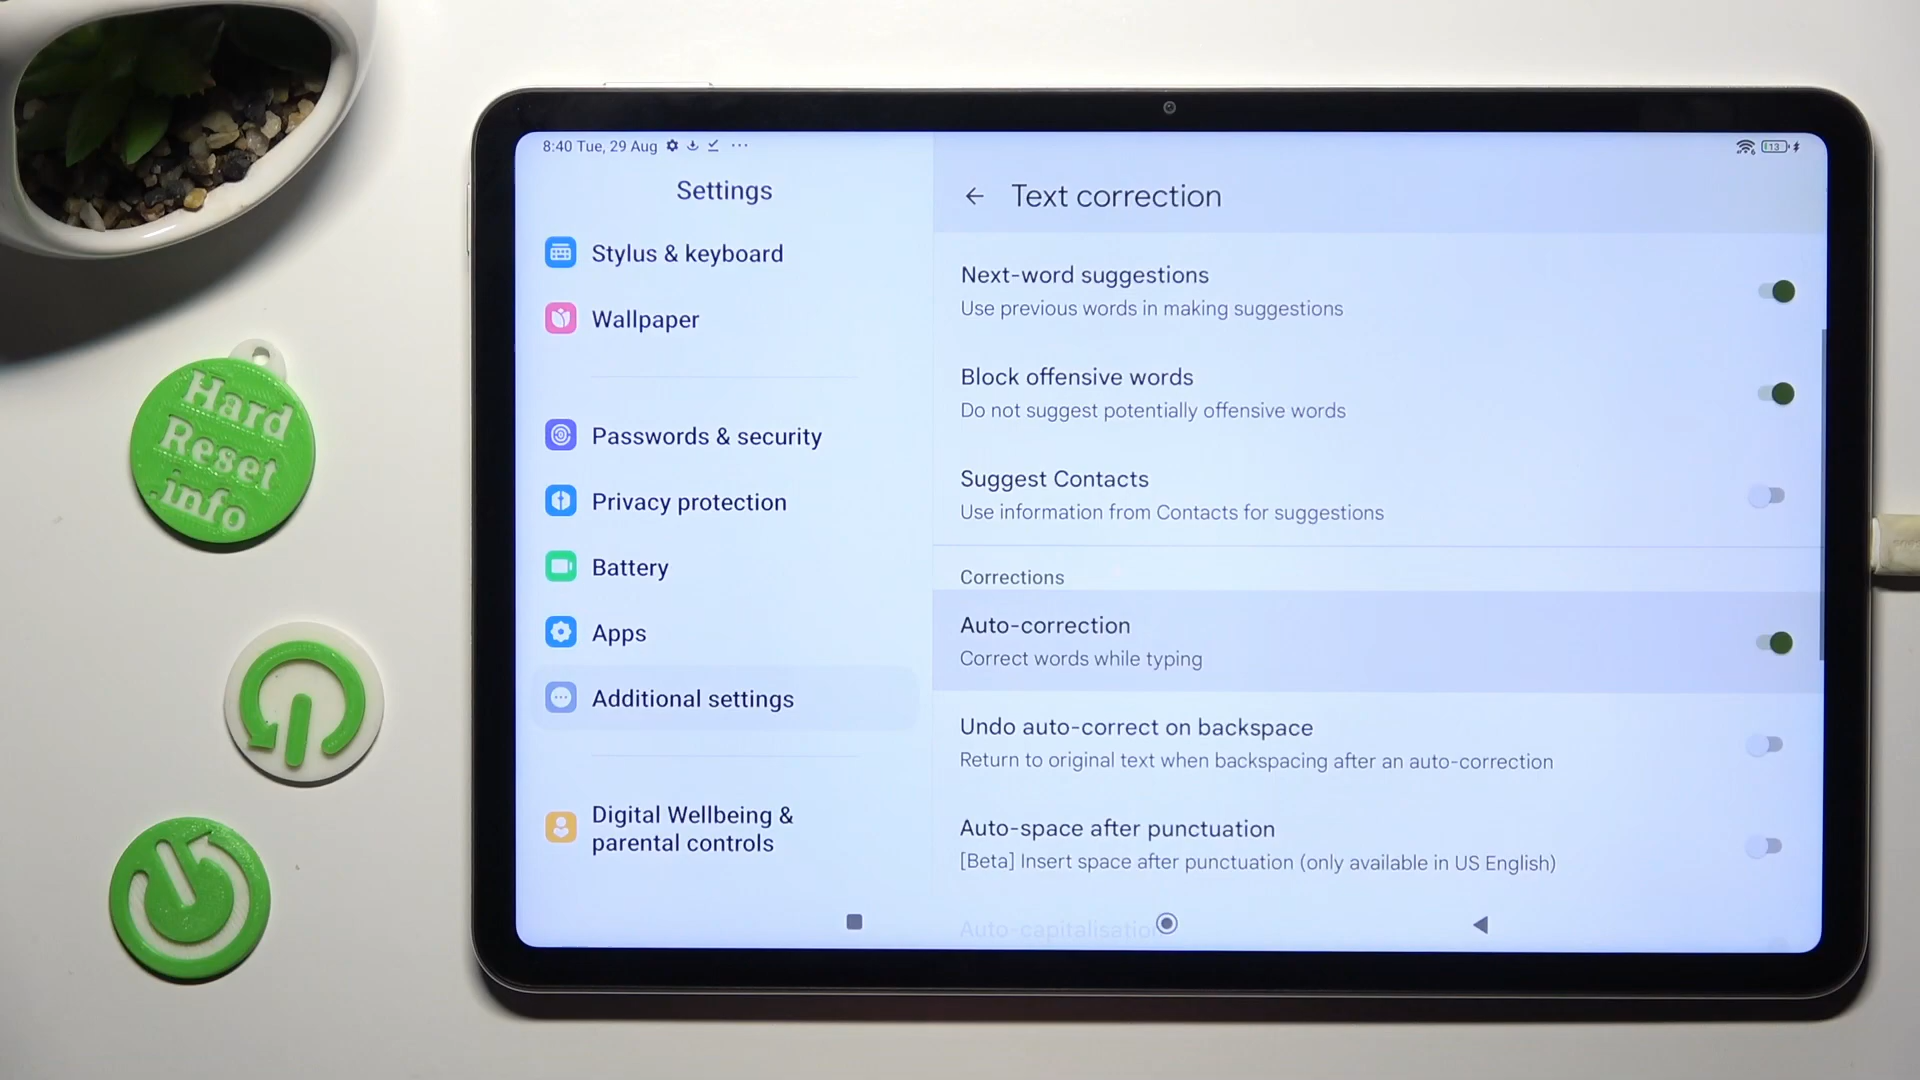 Hard
Reset
.info
8:40 Tue, 29 Aug
Settings
Stylus & keyboard
Wallpaper
Passwords & security
Privacy protection
Battery
Apps
Additional settings
Digital Wellbeing &
parental controls
13
Text correction
Next-word suggestions
Use previous words in making suggestions
Block offensive words
Do not suggest potentially offensive words
Suggest Contacts
Use information from Contacts for suggestions
Corrections
Auto-correction
Correct words while typing
Undo auto-correct on backspace
Return to original text when backspacing after an auto-correction
Auto-space after punctuation
[Beta] Insert space after punctuation (only available in US English)
Auto-capitalisation